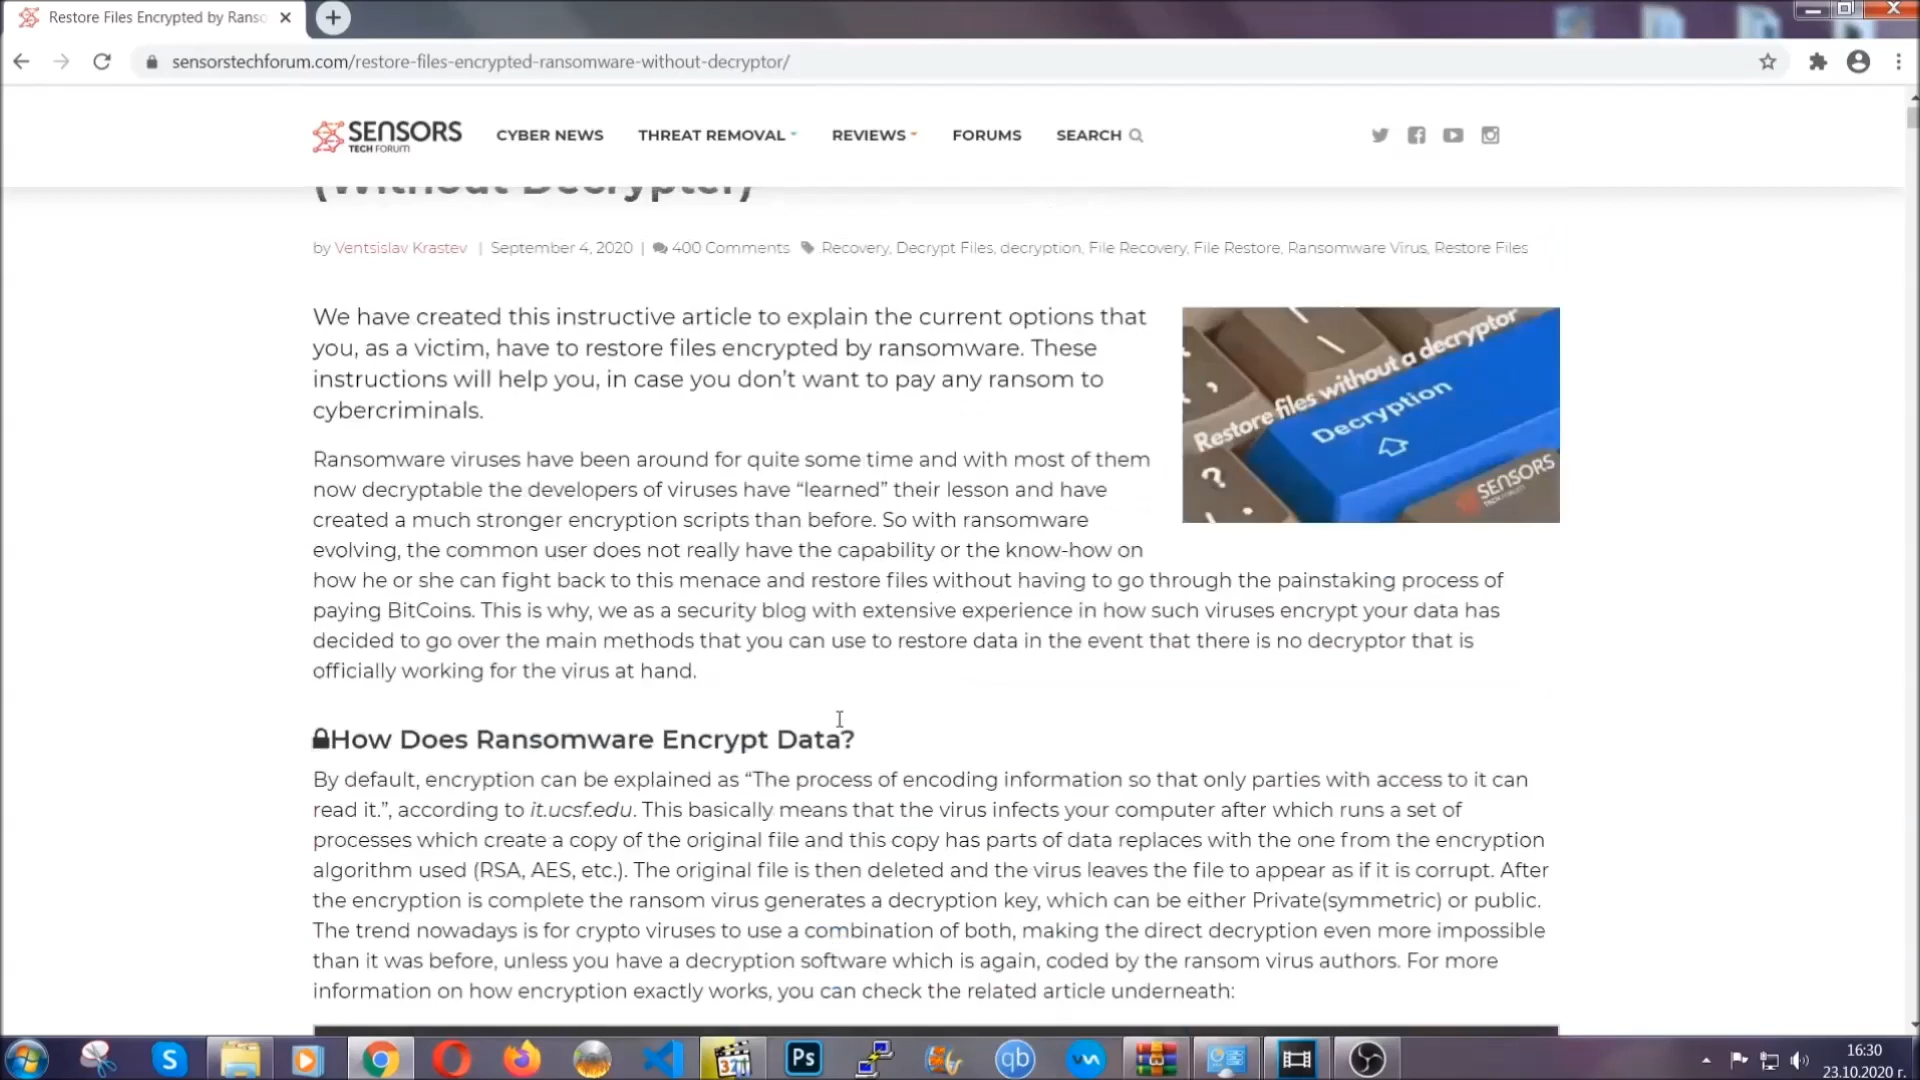 Restore Files Encrypted by Ranso
sensorstechforum.com/restore-files-encrypted-ransomware-without-decryptor/
SENSORS
TECH FORUM
CYBER NEWS THREAT REMOVAL REVIEWS FORUMS SEARCH
(Without Decrypter)
by Ventsislav Krastev | September 4, 2020 | 400 Comments Recovery, Decrypt Files, decryption, File Recovery, File Restore, Ransomware Virus, Restore Files
We have created this instructive article to explain the current options that
you, as a victim, have to restore files encrypted by ransomware. These
instructions will help you, in case you don’t want to pay any ransom to
cybercriminals.
Restore files without a decryptor
Decryption
SENSORS
Ransomware viruses have been around for quite some time and with most of them
now decryptable the developers of viruses have “learned” their lesson and have
created a much stronger encryption scripts than before. So with ransomware
evolving, the common user does not really have the capability or the know-how on
how he or she can fight back to this menace and restore files without having to go through the painstaking process of
paying BitCoins. This is why, we as a security blog with extensive experience in how such viruses encrypt your data has
decided to go over the main methods that you can use to restore data in the event that there is no decryptor that is
officially working for the virus at hand.
How Does Ransomware Encrypt Data?
By default, encryption can be explained as “The process of encoding information so that only parties with access to it can
read it.”, according to it.ucsf.edu. This basically means that the virus infects your computer after which runs a set of
processes which create a copy of the original file and this copy has parts of data replaces with the one from the encryption
algorithm used (RSA, AES, etc.). The original file is then deleted and the virus leaves the file to appear as if it is corrupt. After
the encryption is complete the ransom virus generates a decryption key, which can be either Private(symmetric) or public.
The trend nowadays is for crypto viruses to use a combination of both, making the direct decryption even more impossible
than it was before, unless you have a decryption software which is again, coded by the ransom virus authors. For more
information on how encryption exactly works, you can check the related article underneath:
S
321
Ps
qb
16:30
23.10.2020 г.